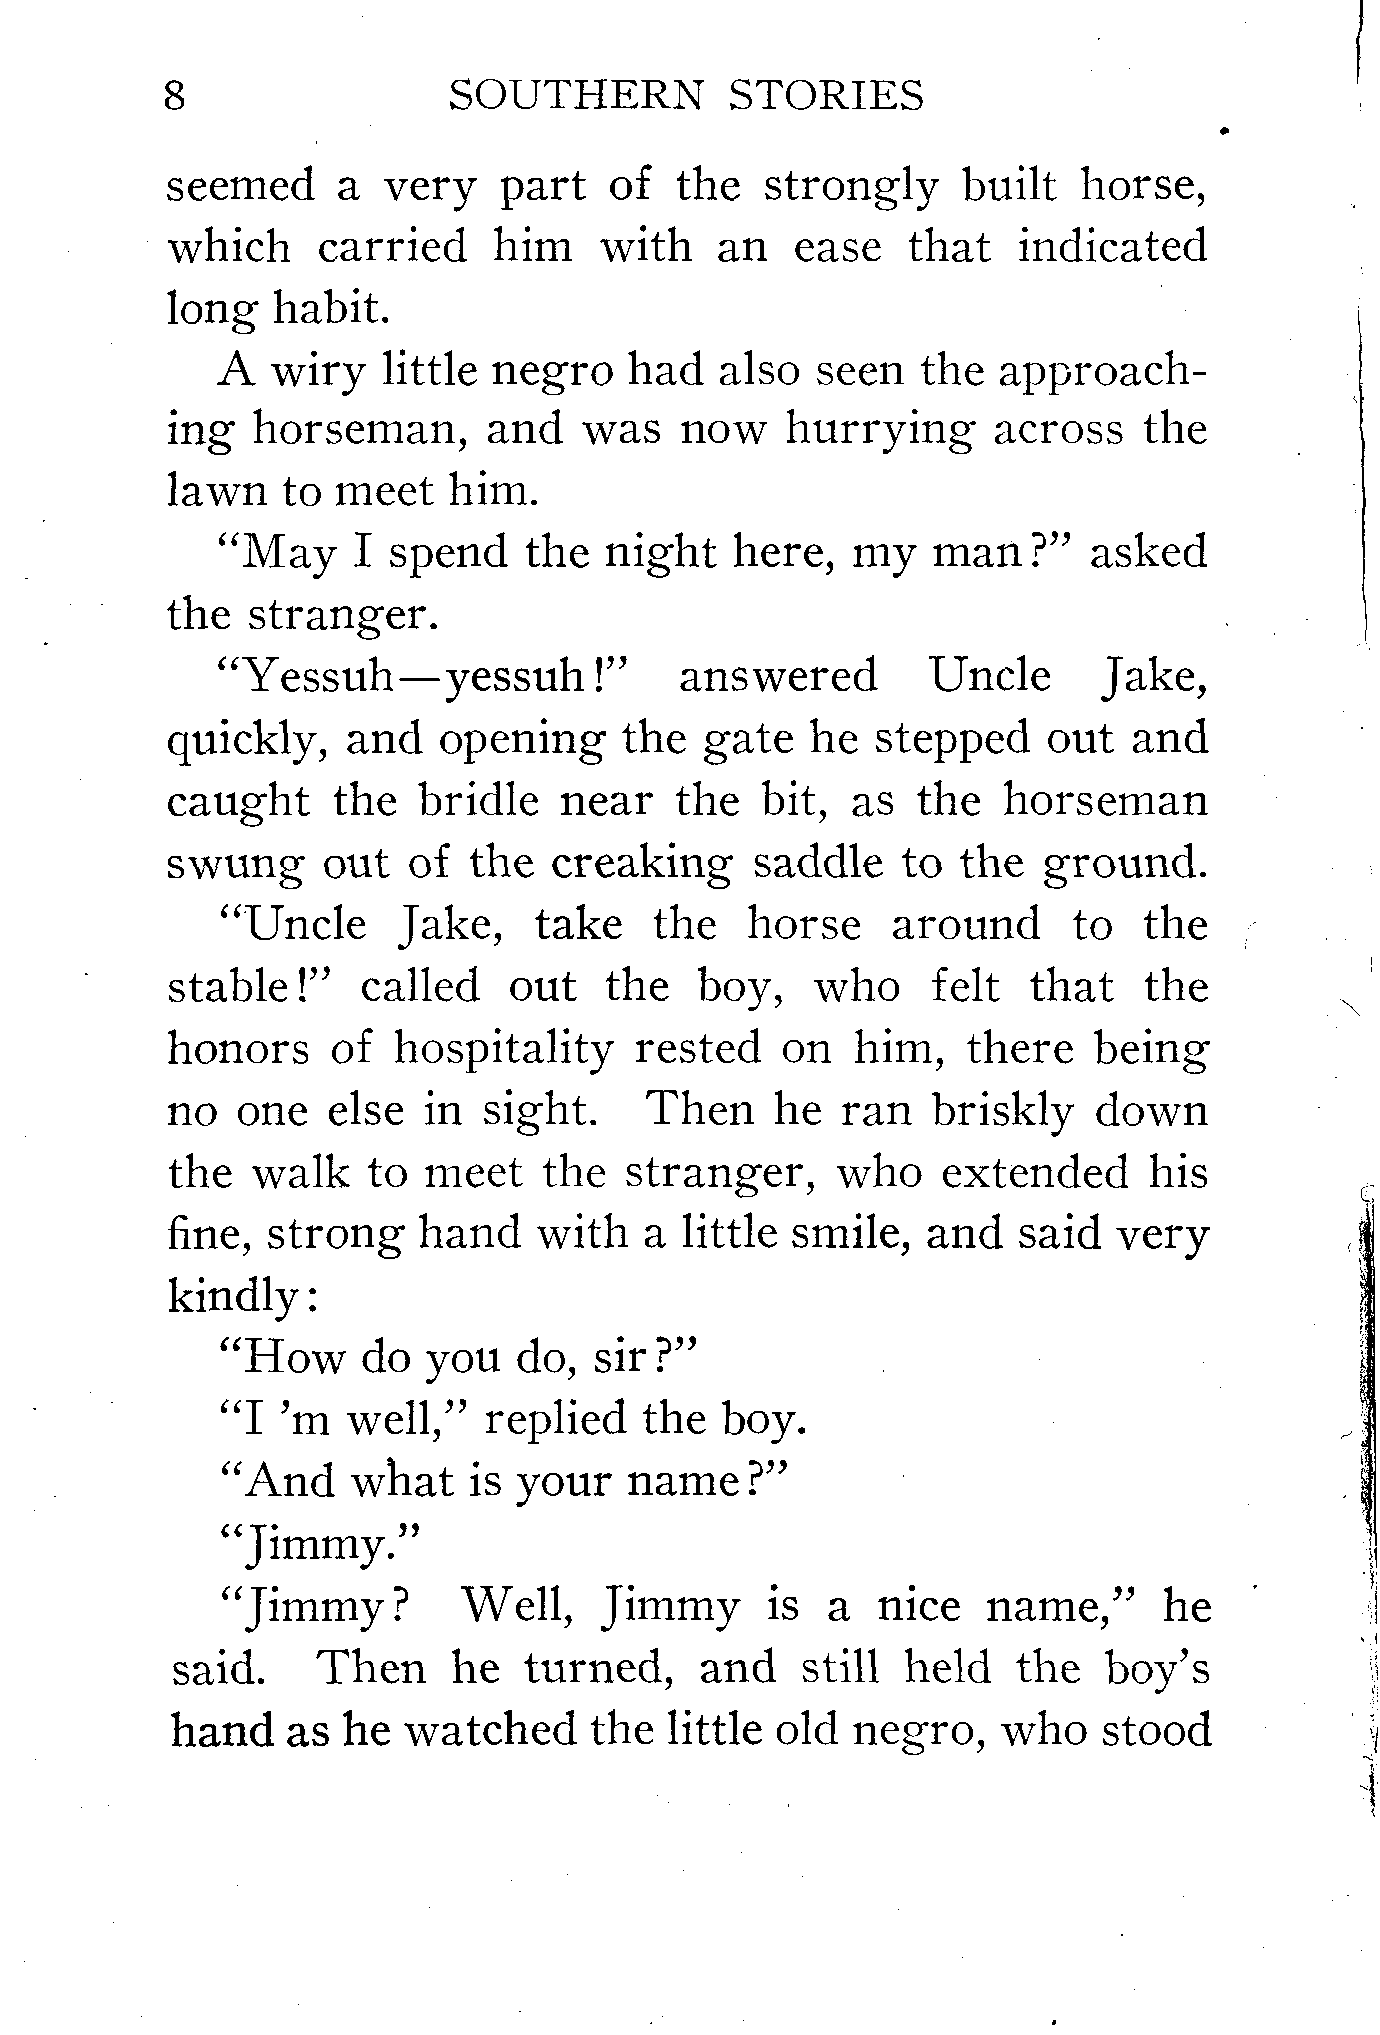 8 SOUTHERN STORIES
seemed a very part of the strongly built horse,
which carried him with an ease that indicated
long habit.
A wiry little negro had also seen the approach-
ing horseman, and was now hurrying across the
lawn to meet him.
“May I spend the night here, my man?” asked
the stranger.
“Yessuh—yessuh!” answered Uncle Jake,
quickly, and opening the gate he stepped out and
caught the bridle near the bit, as the horseman
swung out of the creaking saddle to the ground.
“Uncle Jake, take the horse around to the
stable!” called out the boy, who felt that the
honors of hospitality rested on him, there being
no one else in sight. Then he ran briskly down
the walk to meet the stranger, who extended his
fine, strong hand with a little smile, and said very
kindly:
“How do you do, sir?”
“I ’m well,” replied the boy.
“And what is your name?”
“Jimmy.”
“Jimmy? Well, Jimmy is a nice name,” he
said. Then he turned, and still held the boy’s
hand as he watched the little old negro, who stood